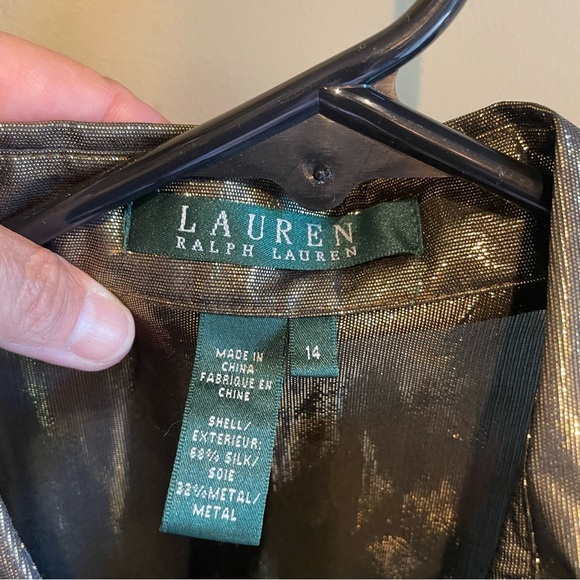 LAUREN
RALPH LAUREN
14
MADE IN
CHINA
FABRIQUE EN
CHINE
SHELL/
EXTERIEUR:
68% SILK/
SOIE
32% METAL/
METAL